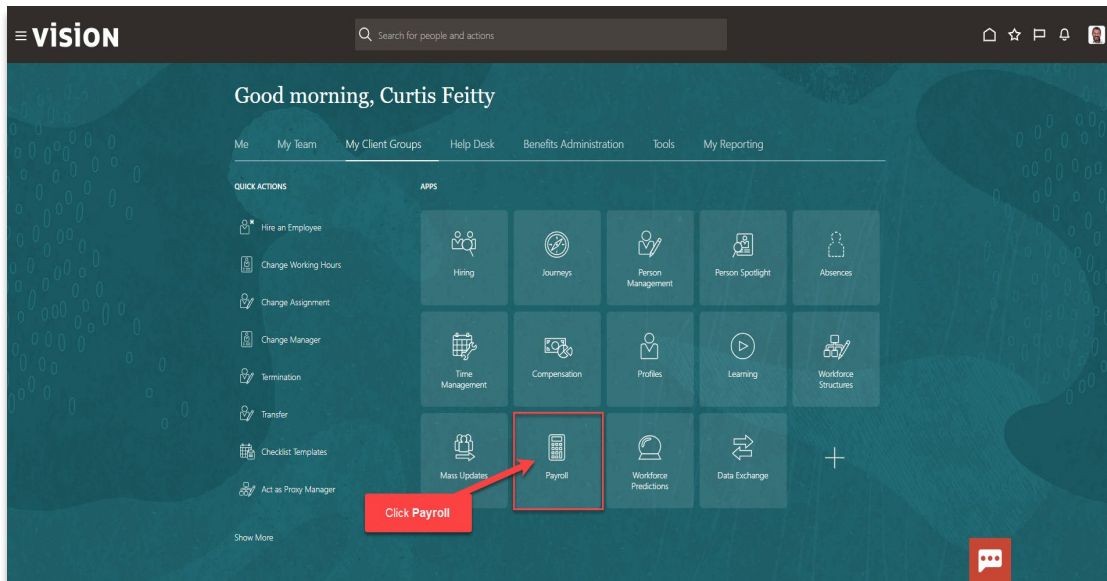 VISION
Search for people and actions
Good morning, Curtis Feitty
Me My Team My Client Groups Help Desk Benefits Administration Tools My Reporting
QUICK ACTIONS
Hire an Employee
Change Working Hours
Change Assignment
Change Manager
Termination
Transfer
Checklist Templates
Act as Proxy Manager
Show More
APPS
Hiring
Journeys
Person
Management
Person Spotlight
Absences
Time
Management
Compensation
Profiles
Learning
Workforce
Structures
Mass Updates
Payroll
Workforce
Predictions
Data Exchange
Click Payroll